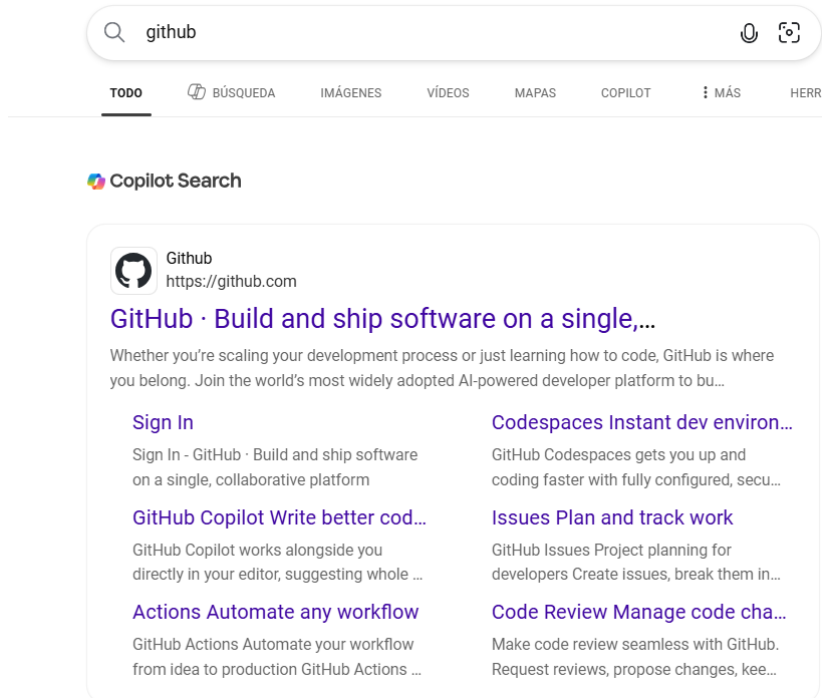 github
TODO BÚSQUEDA IMÁGENES VÍDEOS MAPAS COPILOT MÁS HERR
Copilot Search
Github
https://github.com
GitHub · Build and ship software on a single,...
Whether you're scaling your development process or just learning how to code, GitHub is where
you belong. Join the world's most widely adopted AI-powered developer platform to bu...
Sign In
Sign In - GitHub · Build and ship software
on a single, collaborative platform
Codespaces Instant dev environ...
GitHub Codespaces gets you up and
coding faster with fully configured, secu...
GitHub Copilot Write better cod...
GitHub Copilot works alongside you
directly in your editor, suggesting whole ...
Issues Plan and track work
GitHub Issues Project planning for
developers Create issues, break them in...
Actions Automate any workflow
GitHub Actions Automate your workflow
from idea to production GitHub Actions ...
Code Review Manage code cha...
Make code review seamless with GitHub.
Request reviews, propose changes, kee...